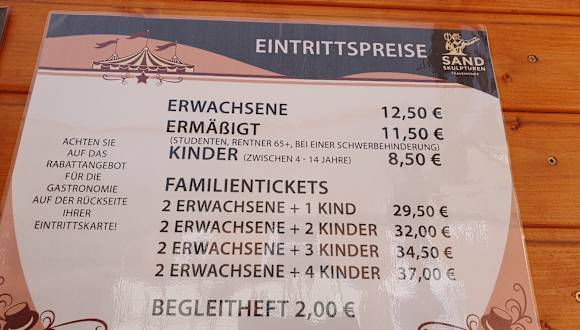 EINTRITTSPREISE
SAND
SKULPTUREN
TRAVEMÜNDE
ERWACHSENE 12,50 €
ERMÄßIGT 11,50 €
(STUDENTEN, RENTNER 65+, BEI EINER SCHWERBEHINDERUNG)
KINDER (ZWISCHEN 4 - 14 JAHRE) 8,50 €
ACHTEN SIE
AUF DAS
RABATTANGEBOT
FÜR DIE
GASTRONOMIE
AUF DER RÜCKSEITE
IHRER
EINTRITTSKARTE!
FAMILIENTICKETS
2 ERWACHSENE + 1 KIND 29,50 €
2 ERWACHSENE + 2 KINDER 32,00 €
2 ERWACHSENE + 3 KINDER 34,50 €
2 ERWACHSENE + 4 KINDER 37,00 €
BEGLEITHEFT 2,00 €